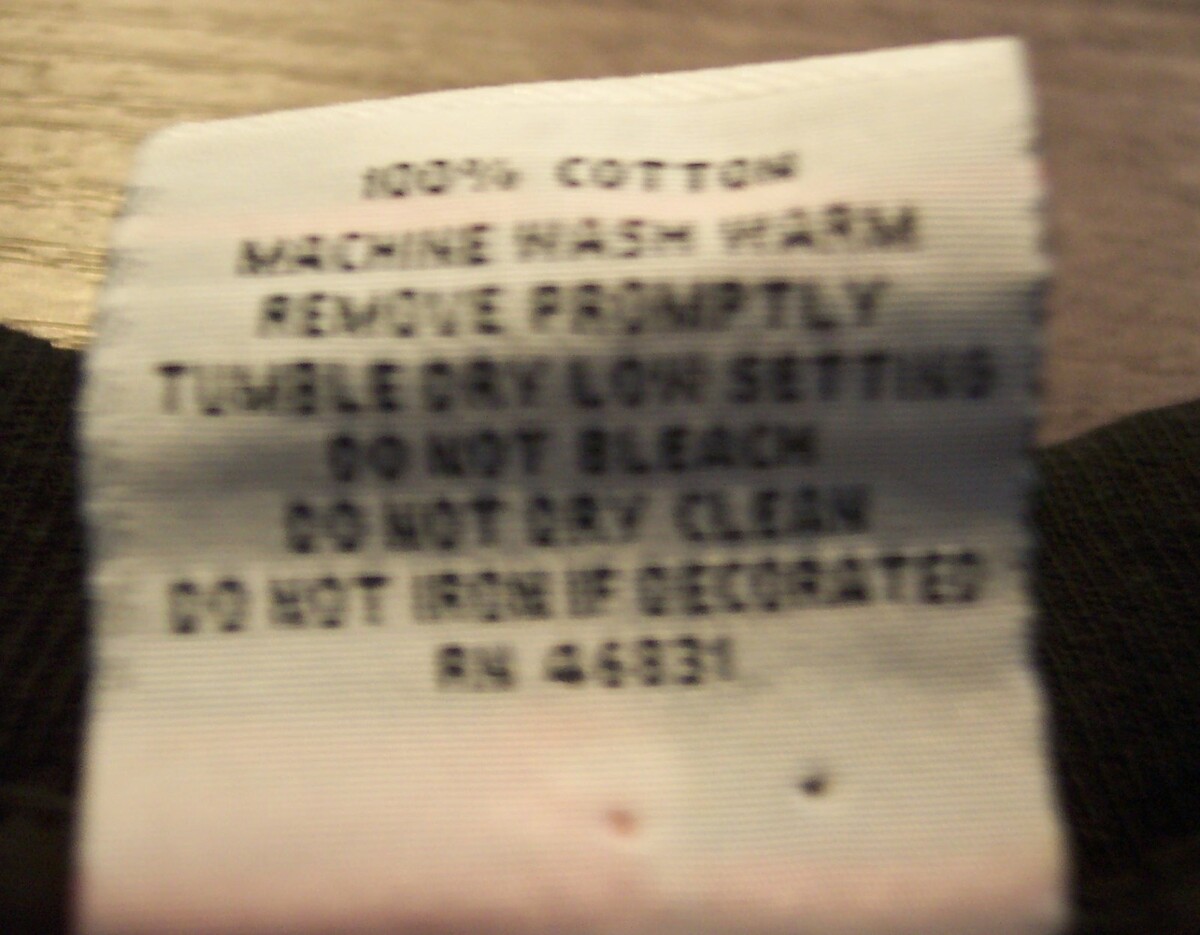 100% COTTON
MACHINE WASH WARM
REMOVE PROMPTLY
TUMBLE DRY LOW SETTING
DO NOT BLEACH
DO NOT DRY CLEAN
DO NOT IRON IF DECORATED
RN 46831